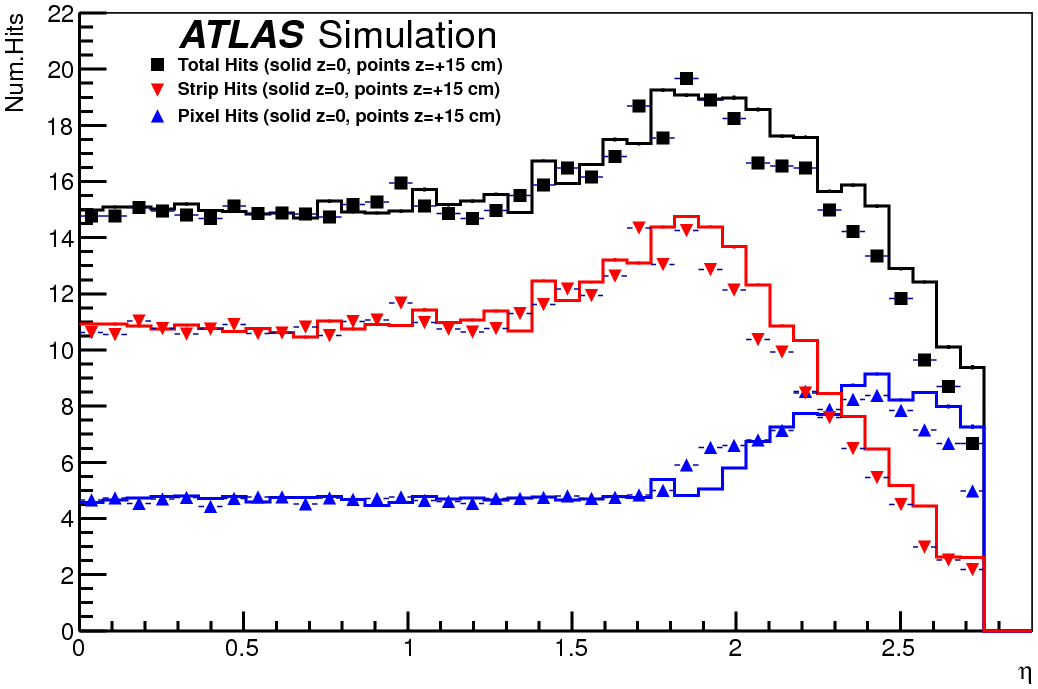 Num.Hits
ATLAS Simulation
Total Hits (solid z=0, points z=+15 cm)
Strip Hits (solid z=0, points z=+15 cm)
Pixel Hits (solid z=0, points z=+15 cm)
22
20
18
16
14
12
10
8
6
4
2
0
0 0.5 1 1.5 2 2.5
η